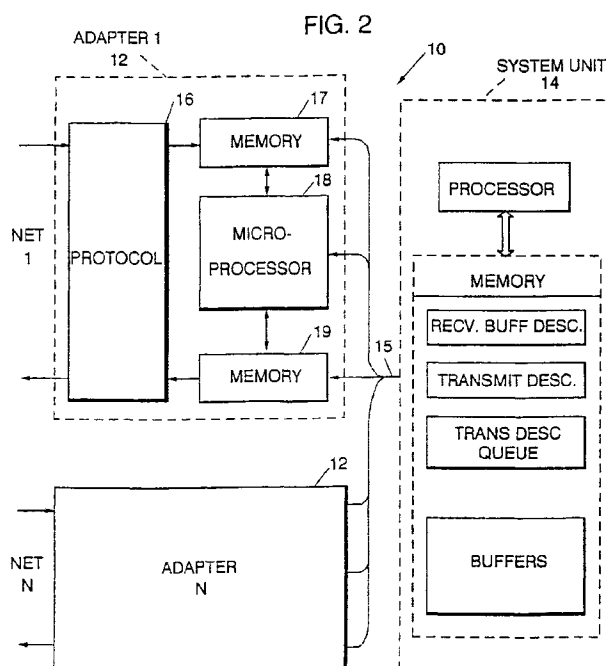 FIG. 2
ADAPTER 1
12
10
SYSTEM UNIT
14
16
17
MEMORY
18
MICRO-
PROCESSOR
PROTOCOL
NET
1
19
MEMORY
15
PROCESSOR
MEMORY
RECV. BUFF DESC.
TRANSMIT DESC.
TRANS DESC
QUEUE
BUFFERS
12
ADAPTER
N
NET
N